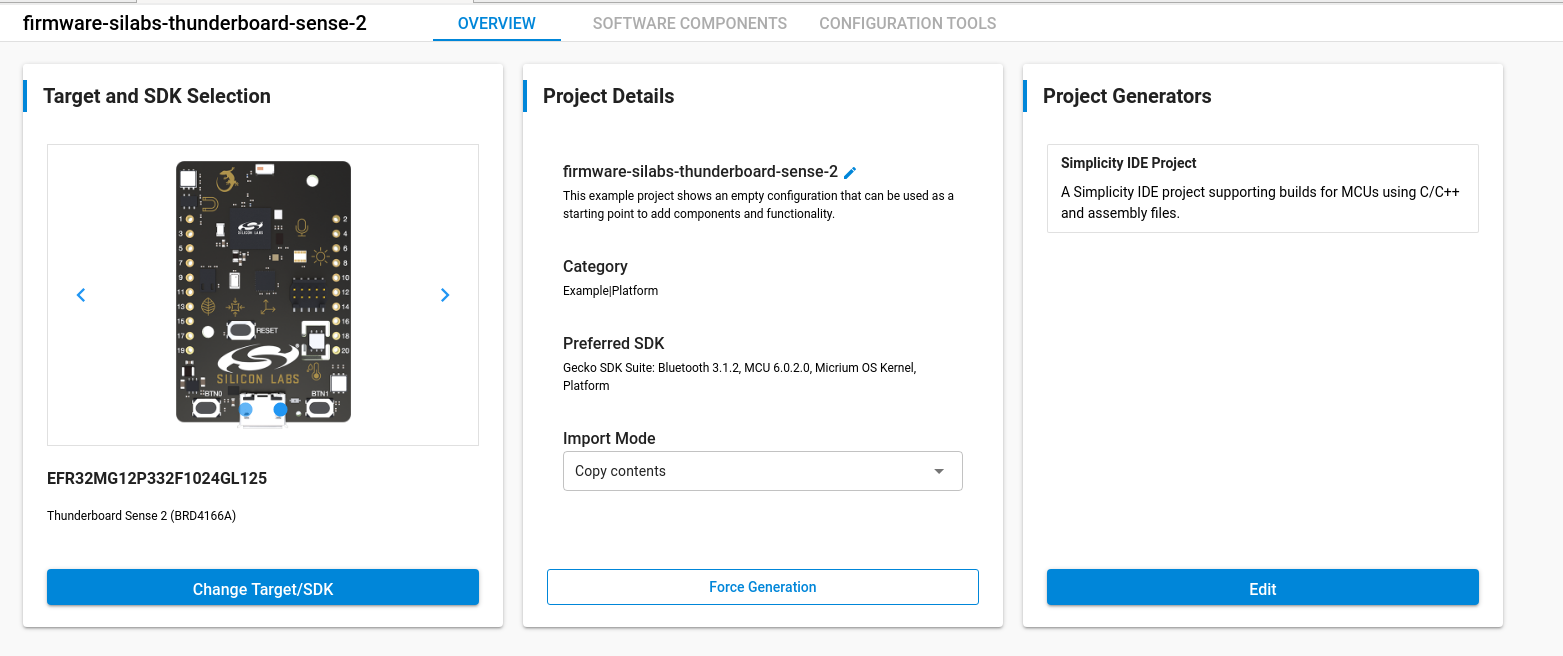 firmware-silabs-thunderboard-sense-2
OVERVIEW
SOFTWARE COMPONENTS
CONFIGURATION TOOLS
Target and SDK Selection
SILICON LABS
1
2
3
4
5
6
7
8
9
10
11
12
13
14
15
16
17
18
19
20
RESET
SILICON LABS
BTN0
BTN1
EFR32MG12P332F1024GL125
Thunderboard Sense 2 (BRD4166A)
Change Target/SDK
Project Details
firmware-silabs-thunderboard-sense-2
This example project shows an empty configuration that can be used as a
starting point to add components and functionality.
Category
Example|Platform
Preferred SDK
Gecko SDK Suite: Bluetooth 3.1.2, MCU 6.0.2.0, Micrium OS Kernel,
Platform
Import Mode
Copy contents
Force Generation
Project Generators
Simplicity IDE Project
A Simplicity IDE project supporting builds for MCUs using C/C++
and assembly files.
Edit